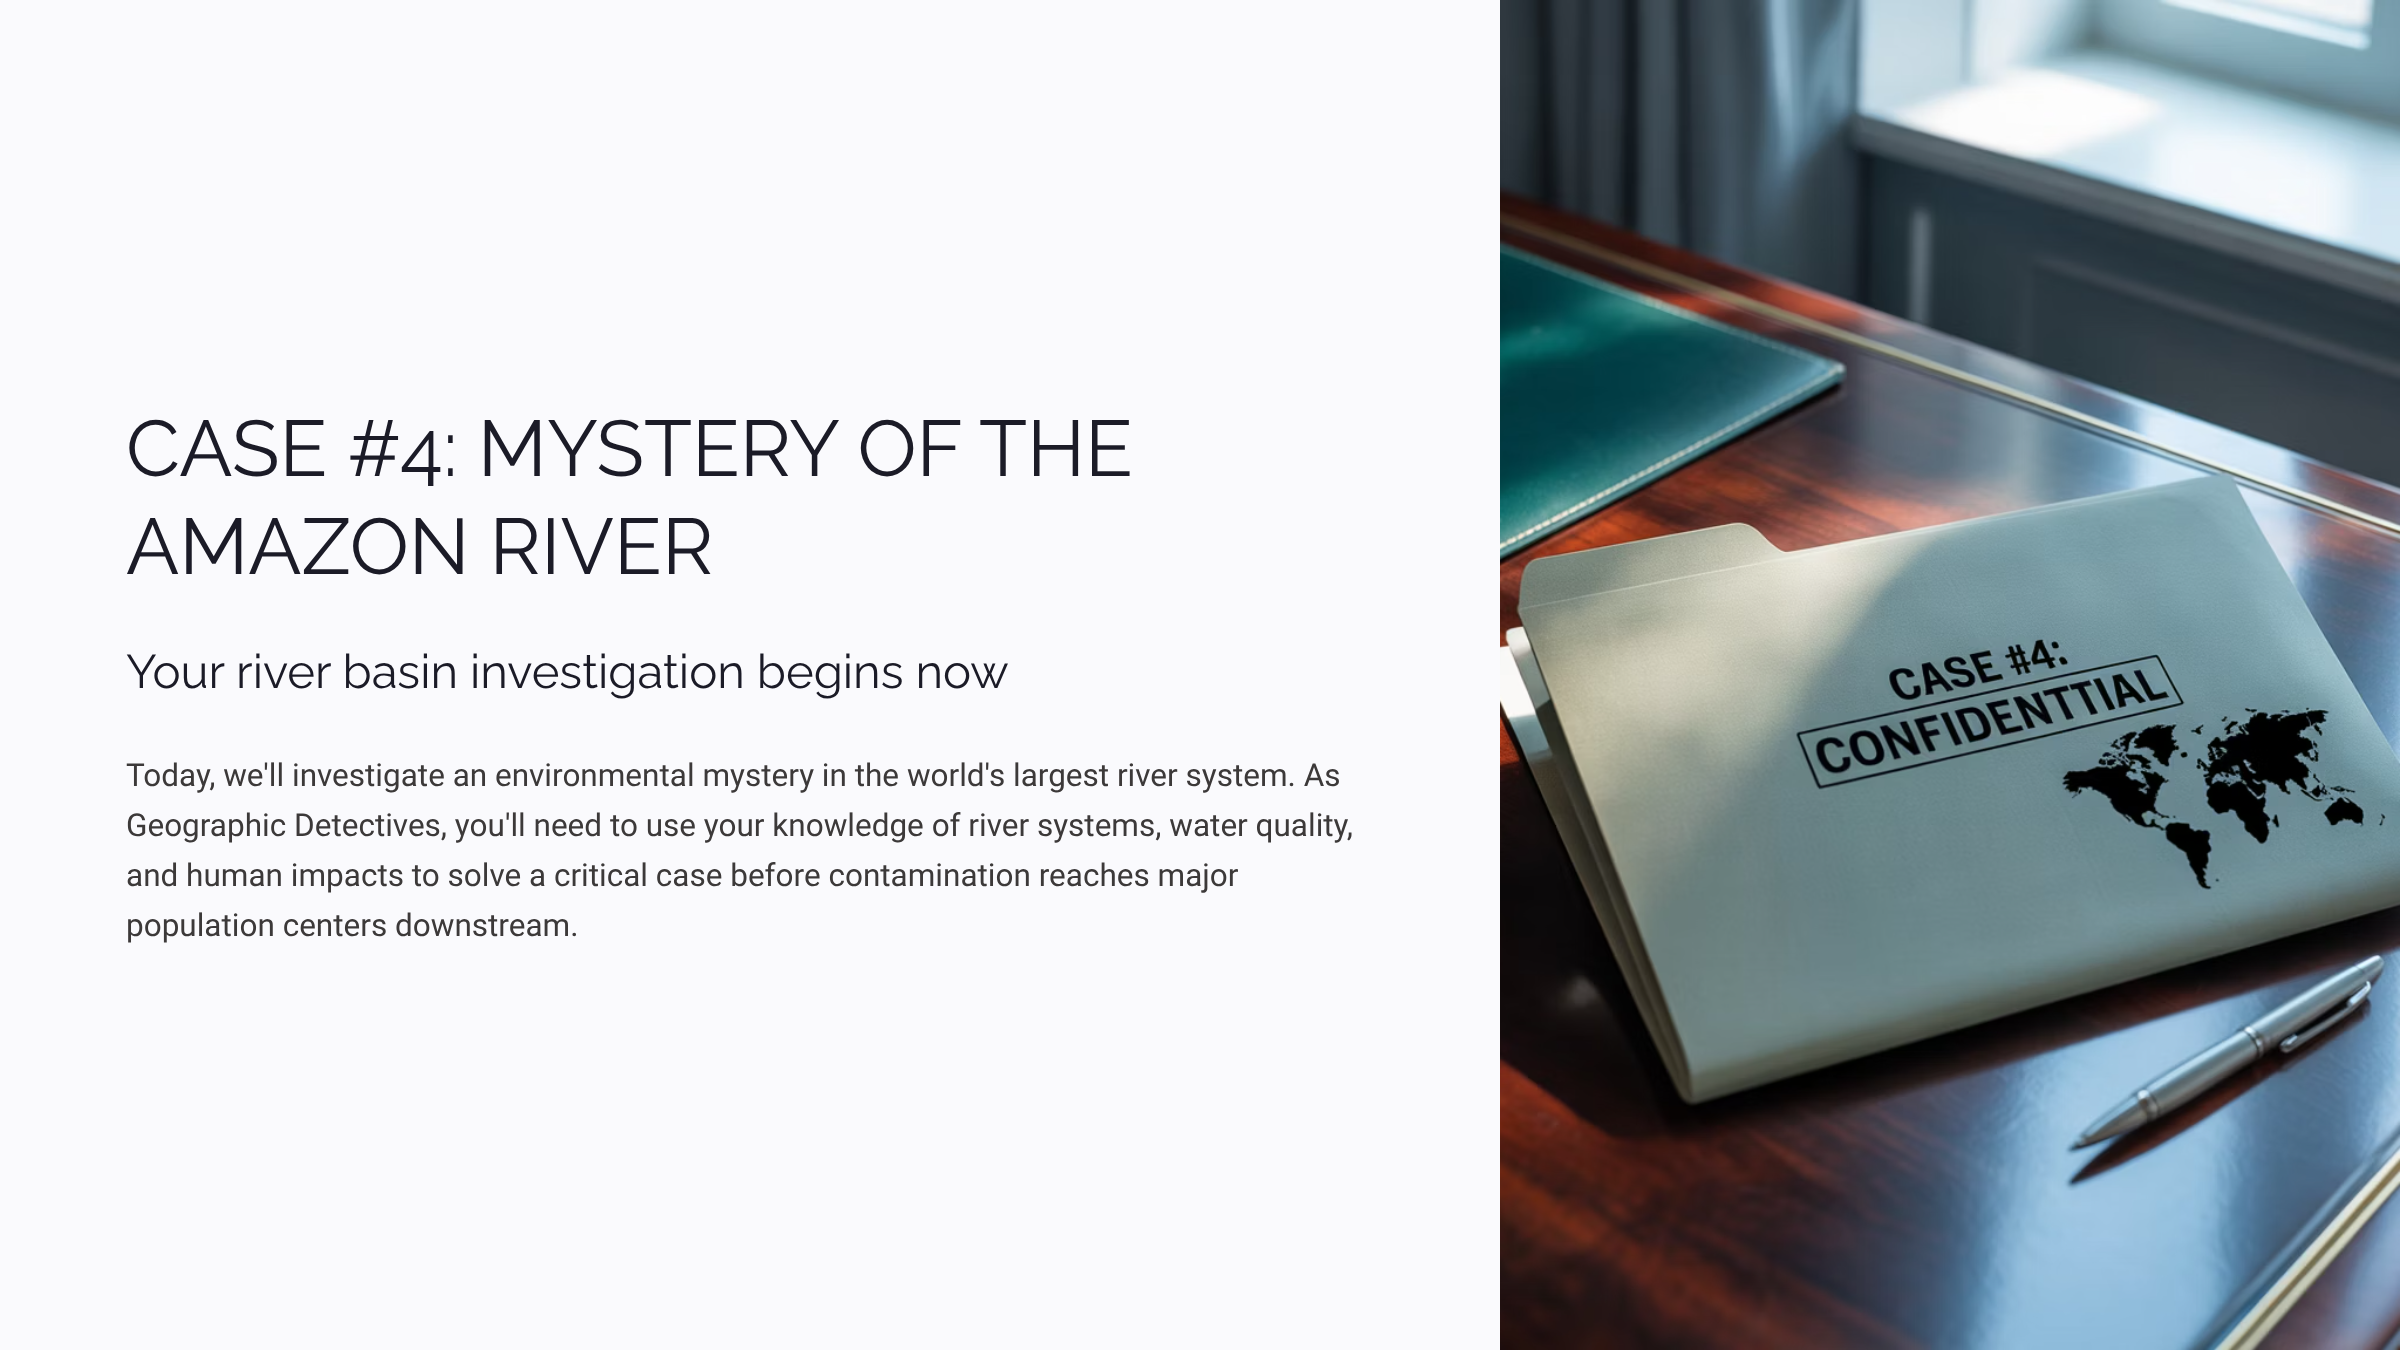 CASE #4: MYSTERY OF THE
AMAZON RIVER
Your river basin investigation begins now
Today, we'll investigate an environmental mystery in the world's largest river system. As
Geographic Detectives, you'll need to use your knowledge of river systems, water quality,
and human impacts to solve a critical case before contamination reaches major
population centers downstream.
CASE #4:
CONFIDENTTIAL